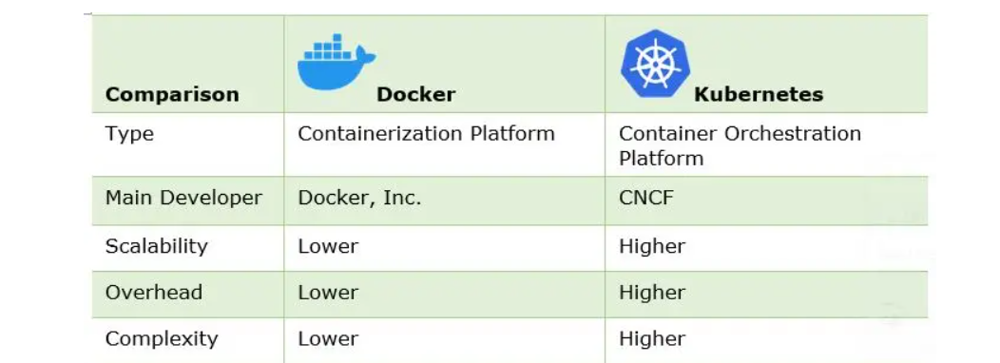 Comparison Docker Kubernetes
Type Containerization Platform Container Orchestration
Platform
Main Developer Docker, Inc. CNCF
Scalability Lower Higher
Overhead Lower Higher
Complexity Lower Higher